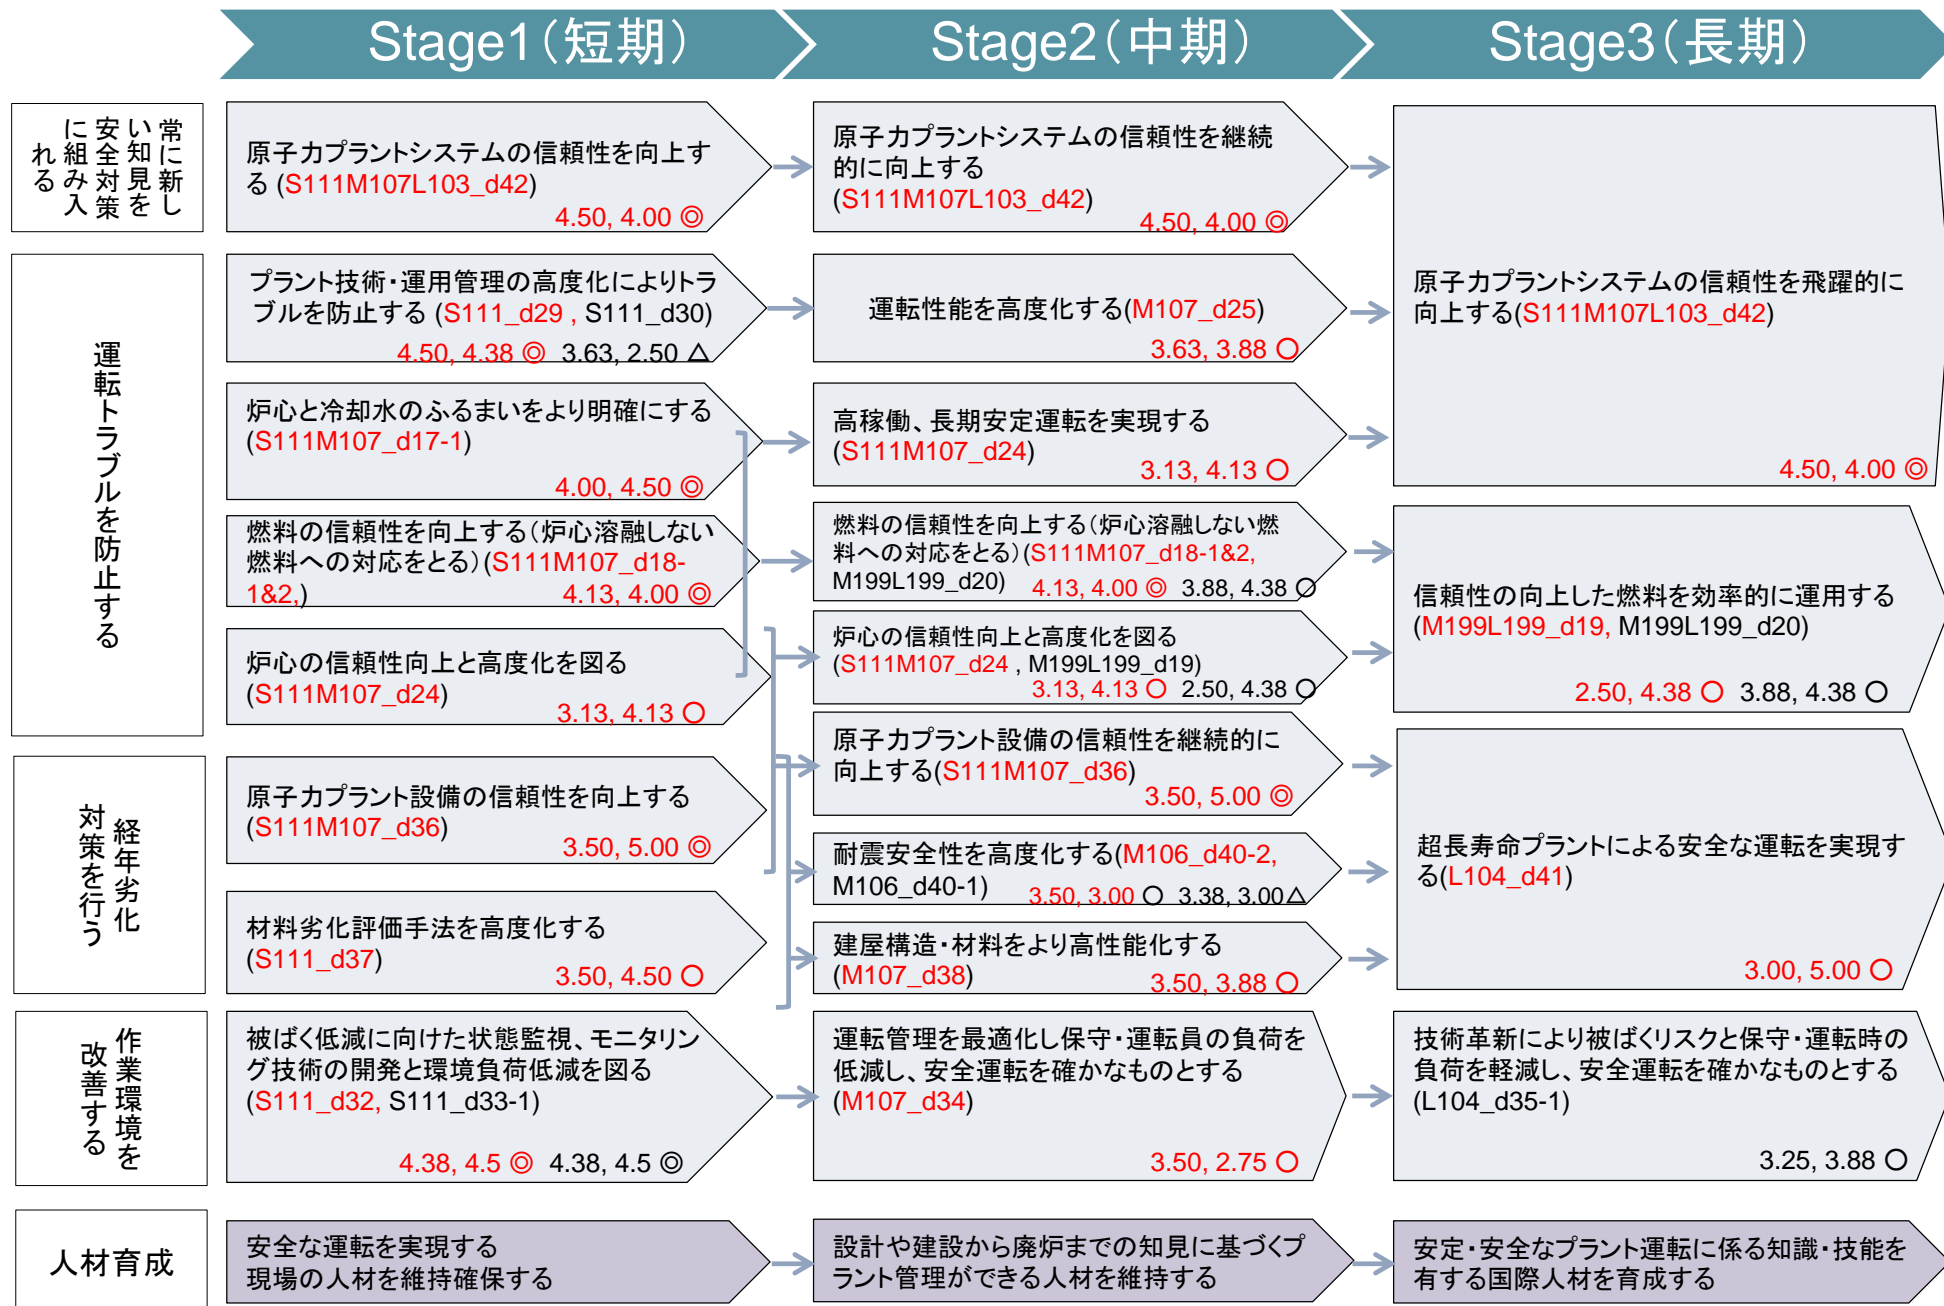 Stage1（短期）
Stage2（中期）
Stage3（長期）
常に新し
い知見を
安全対策
に組み入
れる
原子力プラントシステムの信頼性を向上す
る (S111M107L103_d42)
4.50, 4.00 ◎
原子力プラントシステムの信頼性を継続
的に向上する
(S111M107L103_d42)
4.50, 4.00 ◎
原子力プラントシステムの信頼性を飛躍的に
向上する(S111M107L103_d42)
4.50, 4.00 ◎
運転トラブルを防止する
プラント技術・運用管理の高度化によりトラ
ブルを防止する (S111_d29 , S111_d30)
4.50, 4.38 ◎ 3.63, 2.50 △
運転性能を高度化する(M107_d25)
3.63, 3.88 ○
炉心と冷却水のふるまいをより明確にする
(S111M107_d17-1)
4.00, 4.50 ◎
高稼働、長期安定運転を実現する
(S111M107_d24)
3.13, 4.13 ○
燃料の信頼性を向上する（炉心溶融しない
燃料への対応をとる）(S111M107_d18-
1&2,)
4.13, 4.00 ◎
燃料の信頼性を向上する（炉心溶融しない燃
料への対応をとる）(S111M107_d18-1&2,
M199L199_d20)
4.13, 4.00 ◎ 3.88, 4.38 ○
信頼性の向上した燃料を効率的に運用する
(M199L199_d19, M199L199_d20)
2.50, 4.38 ○ 3.88, 4.38 ○
炉心の信頼性向上と高度化を図る
(S111M107_d24)
3.13, 4.13 ○
炉心の信頼性向上と高度化を図る
(S111M107_d24 , M199L199_d19)
3.13, 4.13 ○ 2.50, 4.38 ○
経年劣化
対策を行う
原子力プラント設備の信頼性を向上する
(S111M107_d36)
3.50, 5.00 ◎
原子力プラント設備の信頼性を継続的に
向上する(S111M107_d36)
3.50, 5.00 ◎
超長寿命プラントによる安全な運転を実現す
る(L104_d41)
3.00, 5.00 ○
耐震安全性を高度化する(M106_d40-2,
M106_d40-1)
3.50, 3.00 ○ 3.38, 3.00△
材料劣化評価手法を高度化する
(S111_d37)
3.50, 4.50 ○
建屋構造・材料をより高性能化する
(M107_d38)
3.50, 3.88 ○
作業環境を
改善する
被ばく低減に向けた状態監視、モニタリン
グ技術の開発と環境負荷低減を図る
(S111_d32, S111_d33-1)
4.38, 4.5 ◎ 4.38, 4.5 ◎
運転管理を最適化し保守・運転員の負荷を
低減し、安全運転を確かなものとする
(M107_d34)
3.50, 2.75 ○
技術革新により被ばくリスクと保守・運転時の
負荷を軽減し、安全運転を確かなものとする
(L104_d35-1)
3.25, 3.88 ○
人材育成
安全な運転を実現する
現場の人材を維持確保する
設計や建設から廃炉までの知見に基づくプ
ラント管理ができる人材を維持する
安定・安全なプラント運転に係る知識・技能を
有する国際人材を育成する